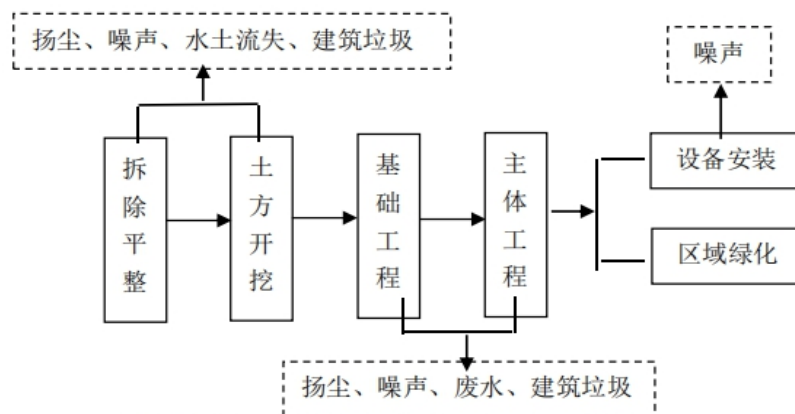 扬尘、噪声、水土流失、建筑垃圾
噪声
拆除平整
土方开挖
基础工程
主体工程
设备安装
区域绿化
扬尘、噪声、废水、建筑垃圾